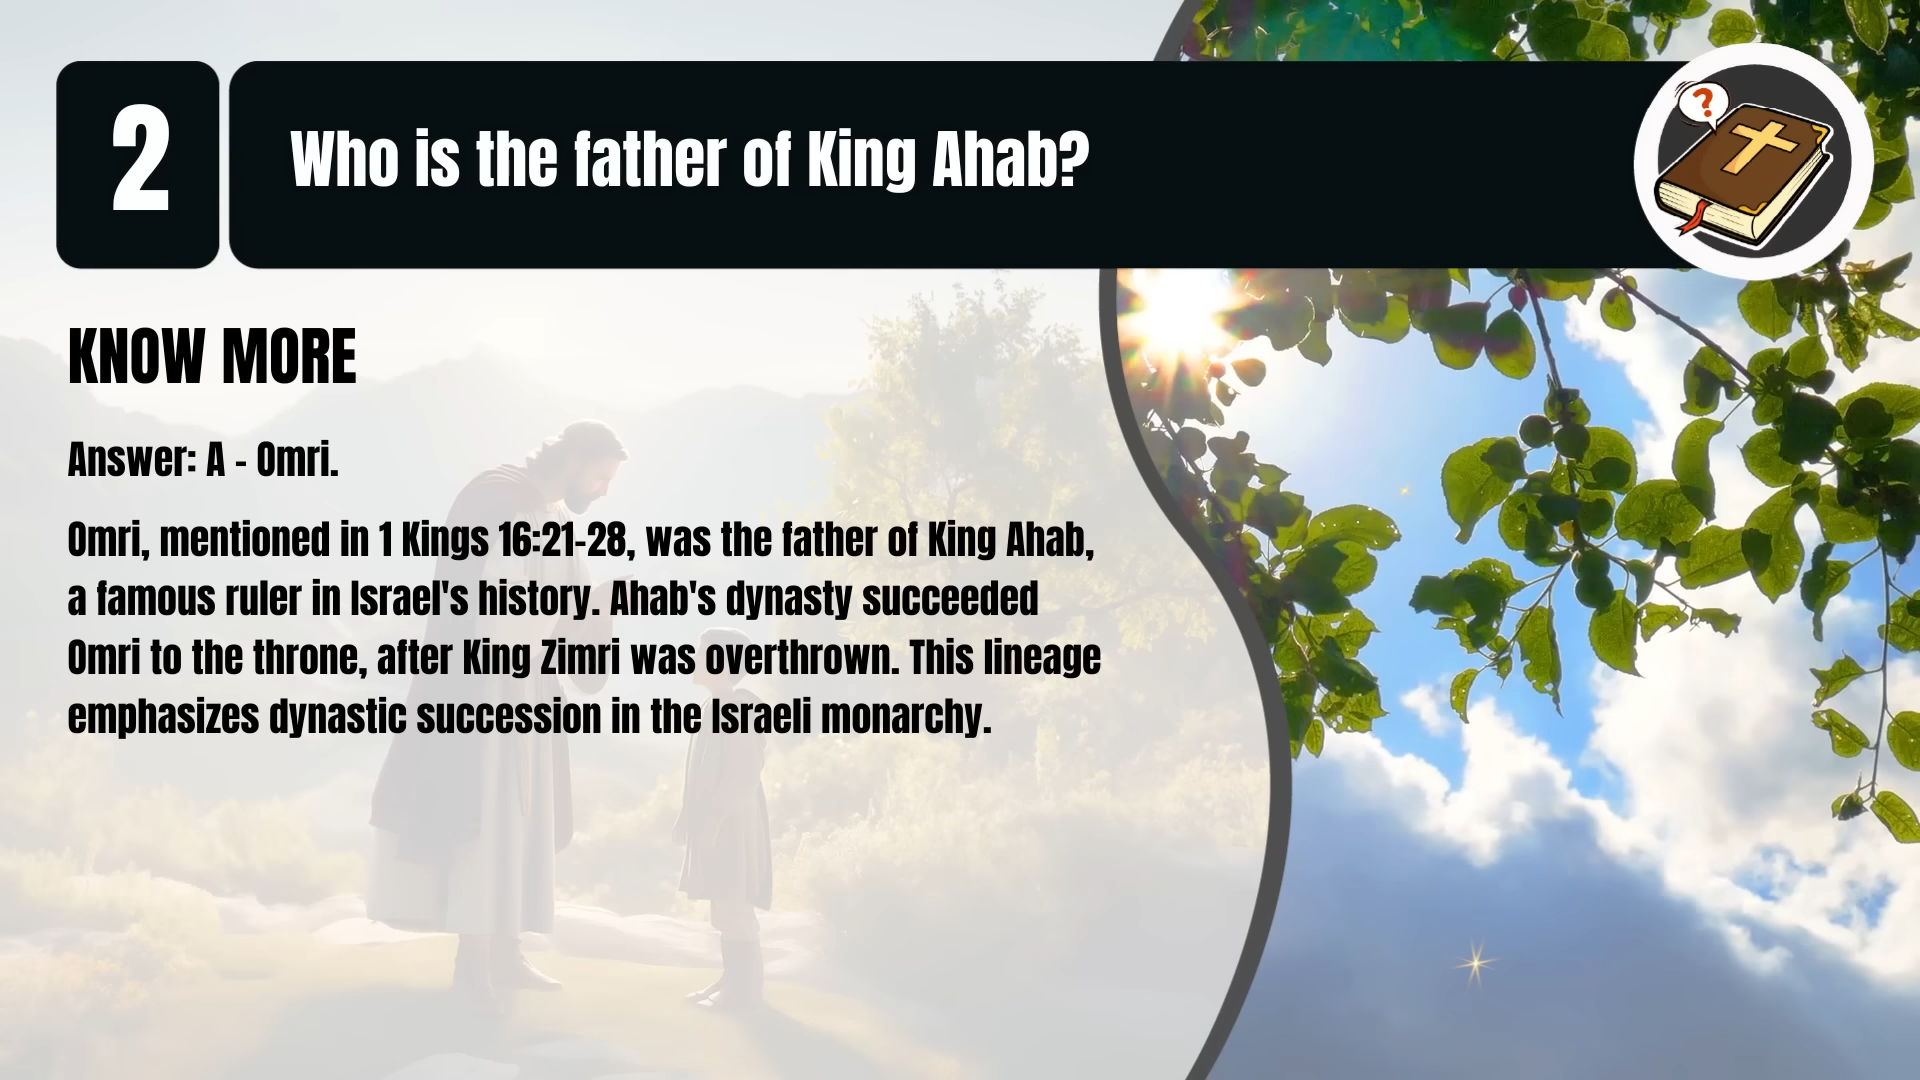 2
Who is the father of King Ahab?
?
KNOW MORE
Answer: A - Omri.
Omri, mentioned in 1 Kings 16:21-28, was the father of King Ahab,
a famous ruler in Israel's history. Ahab's dynasty succeeded
Omri to the throne, after King Zimri was overthrown. This lineage
emphasizes dynastic succession in the Israeli monarchy.